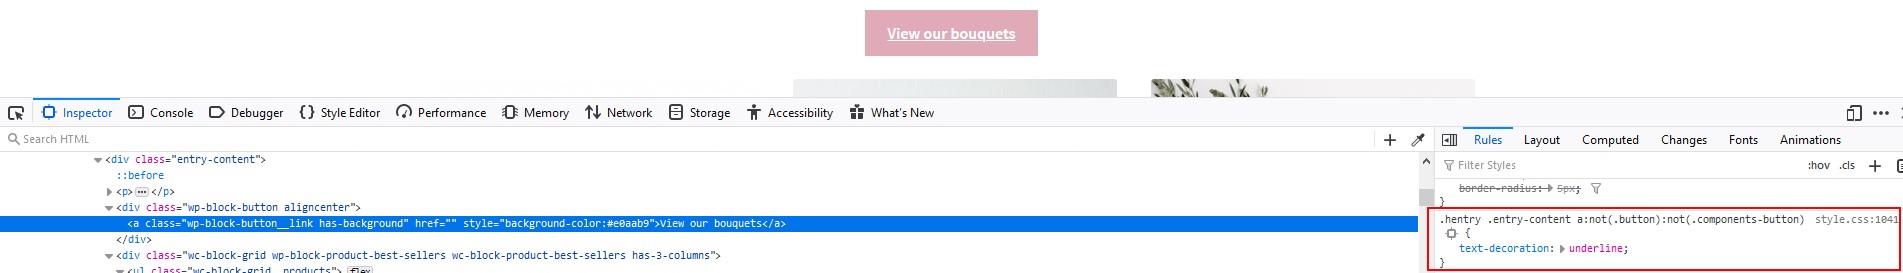 View our bouquets
Inspector Console Debugger Style Editor Performance Memory Network Storage Accessibility What's New
Search HTML
Rules Layout Computed Changes Fonts Animations
Filter Styles :hov .cls
<div class="entry-content">
::before
<p> </p>
<div class="wp-block-button aligncenter">
<a class="wp-block-button__link has-background" href="" style="background-color:#e0aab9">View our bouquets</a>
</div>
<div class="wc-block-grid wp-block-product-best-sellers wc-block-product-best-sellers has-3-columns">
<ul class="wc-block-grid__products"> flex
border-radius: 5px;
}
.hentry .entry-content a:not(.button):not(.components-button) style.css:1041
{
text-decoration: underline;
}